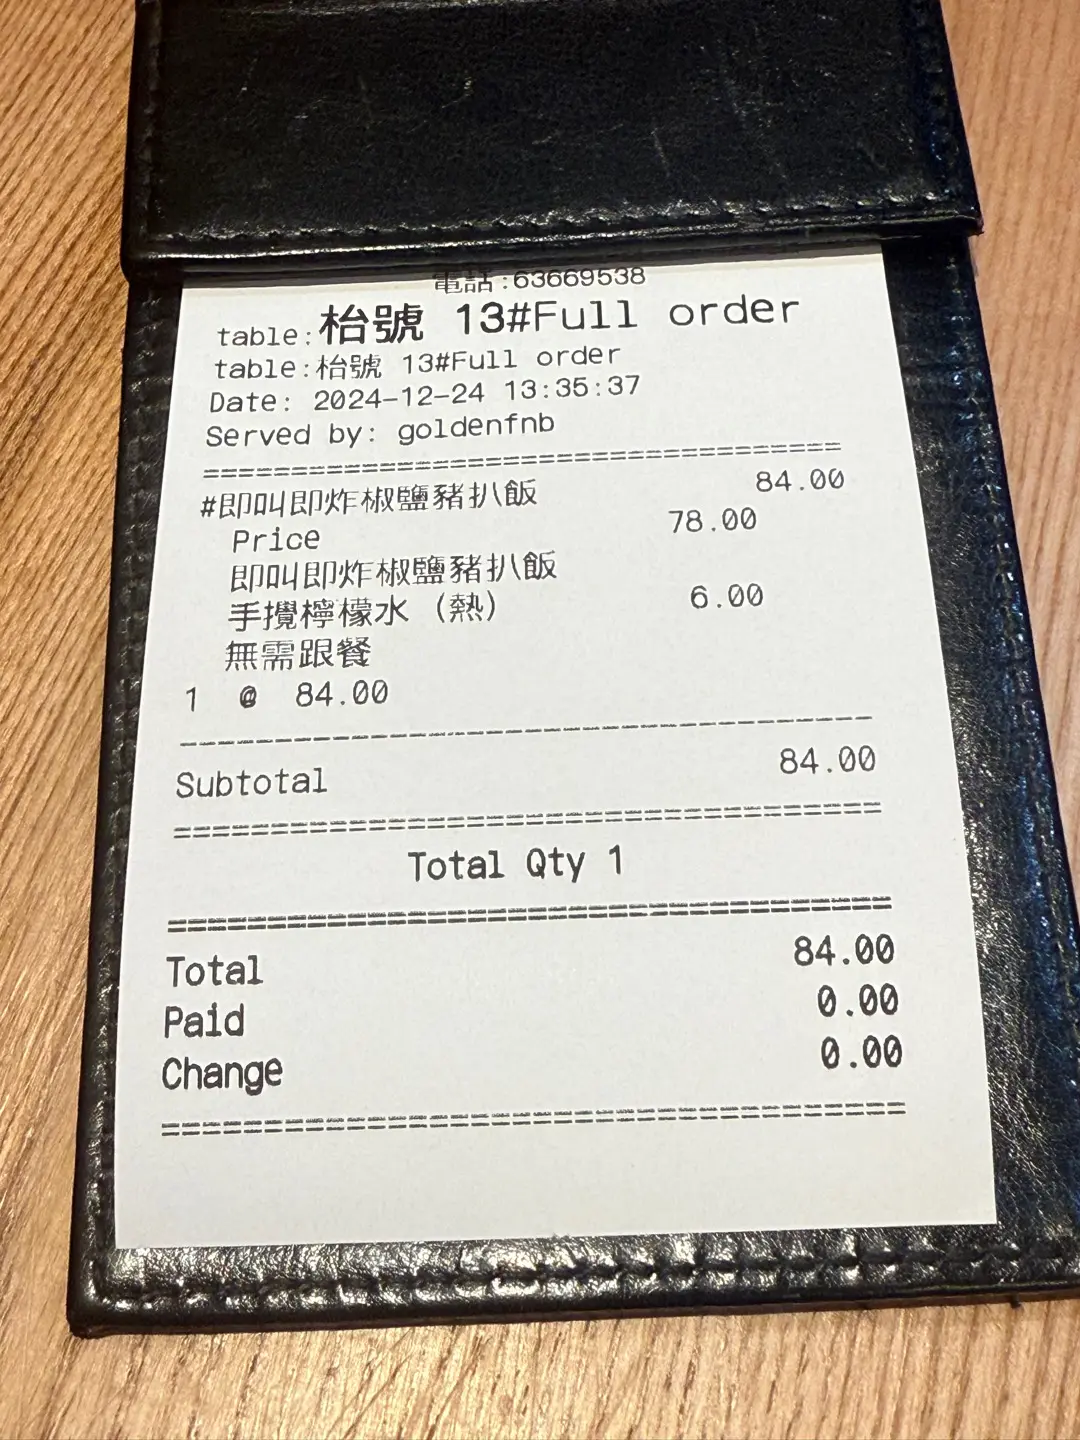 電話:63669538
table:枱號 13#Full order
table:枱號 13#Full order
Date: 2024-12-24 13:35:37
Served by: goldenfnb
====================================
#即叫即炸椒鹽豬扒飯 84.00
Price 78.00
即叫即炸椒鹽豬扒飯
手攪檸檬水 (熱) 6.00
無需跟餐
1 @ 84.00
------------------------------------
Subtotal 84.00
====================================
Total Qty 1
====================================
Total 84.00
Paid 0.00
Change 0.00
====================================